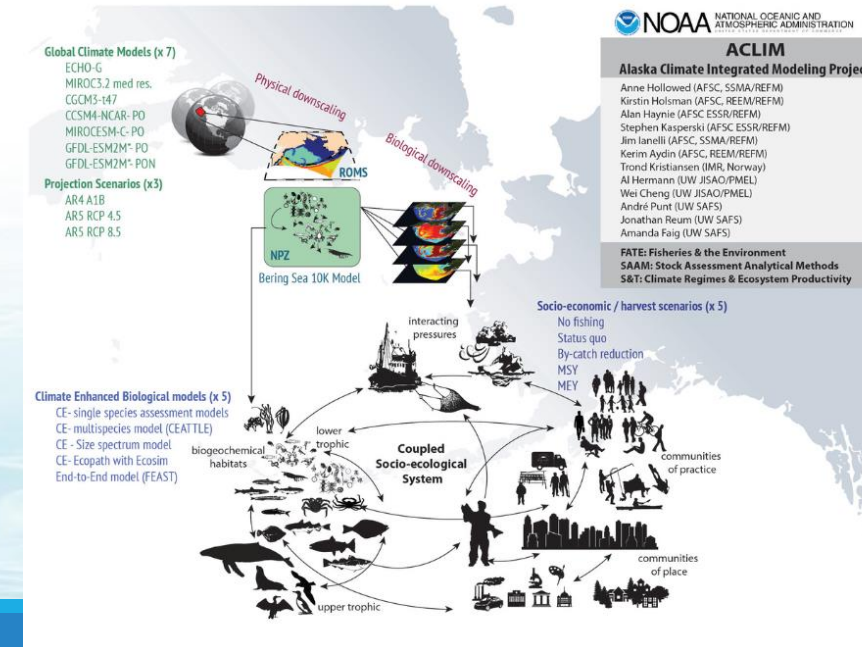 Global Climate Models (x 7)
ECHO-G
MIROC3.2 med res.
CGCM3-t47
CCSM4-NCAR- PO
MIROCESM-C- PO
GFDL-ESM2M*- PO
GFDL-ESM2M*- PON
Projection Scenarios (x3)
AR4 A1B
AR5 RCP 4.5
AR5 RCP 8.5
Physical downscaling
ROMS
Biological downscaling
NPZ
Bering Sea 10K Model
NOAA
NATIONAL OCEANIC AND
ATMOSPHERIC ADMINISTRATION
UNITED STATES DEPARTMENT OF COMMERCE
ACLIM
Alaska Climate Integrated Modeling Projec
Anne Hollowed (AFSC, SSMA/REFM)
Kirstin Holsman (AFSC, REEM/REFM)
Alan Haynie (AFSC ESSR/REFM)
Stephen Kasperski (AFSC ESSR/REFM)
Jim Ianelli (AFSC, SSMA/REFM)
Kerim Aydin (AFSC, REEM/REFM)
Trond Kristiansen (IMR, Norway)
Al Hermann (UW JISAO/PMEL)
Wei Cheng (UW JISAO/PMEL)
André Punt (UW SAFS)
Jonathan Reum (UW SAFS)
Amanda Faig (UW SAFS)
FATE: Fisheries & the Environment
SAAM: Stock Assessment Analytical Methods
S&T: Climate Regimes & Ecosystem Productivity
Socio-economic / harvest scenarios (x 5)
No fishing
Status quo
By-catch reduction
MSY
MEY
interacting
pressures
Climate Enhanced Biological models (x 5)
CE- single species assessment models
CE- multispecies model (CEATTLE)
CE - Size spectrum model
CE- Ecopath with Ecosim
End-to-End model (FEAST)
biogeochemical
habitats
lower
trophic
Coupled
Socio-ecological
System
communities
of practice
communities
of place
upper trophic